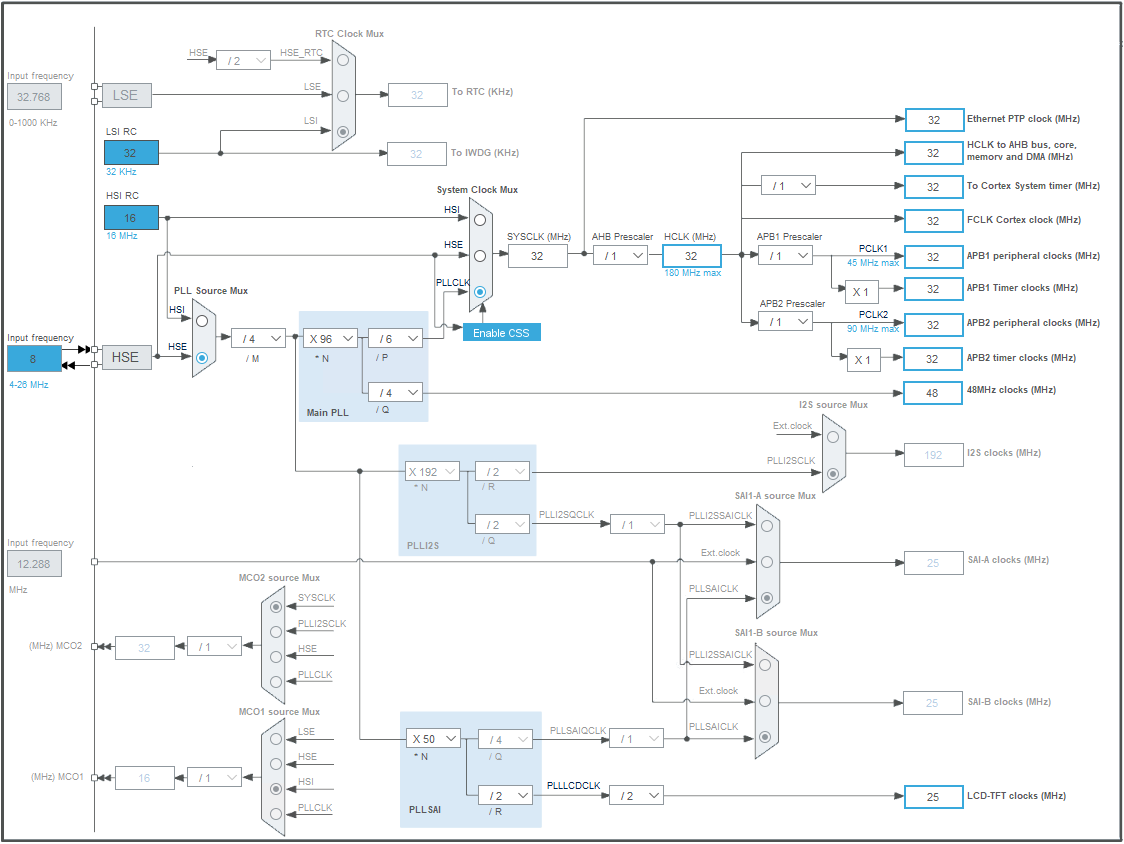 RTC Clock Mux
HSE
/ 2
HSE_RTC
Input frequency
32.768
0-1000 KHz
LSE
LSE
32
To RTC (KHz)
LSI
LSI RC
32
32 KHz
32
To IWDG (KHz)
32
Ethernet PTP clock (MHz)
32
HCLK to AHB bus, core,
memory and DMA (MHz)
HSI RC
16
16 MHz
System Clock Mux
HSI
HSE
PLLCLK
SYSCLK (MHz)
32
AHB Prescaler
/ 1
HCLK (MHz)
32
180 MHz max
/ 1
32
To Cortex System timer (MHz)
32
FCLK Cortex clock (MHz)
APB1 Prescaler
/ 1
PCLK1
45 MHz max
32
APB1 peripheral clocks (MHz)
X 1
32
APB1 Timer clocks (MHz)
APB2 Prescaler
/ 1
PCLK2
90 MHz max
32
APB2 peripheral clocks (MHz)
X 1
32
APB2 timer clocks (MHz)
Enable CSS
PLL Source Mux
HSI
HSE
Input frequency
8
4-26 MHz
HSE
/ 4
/ M
X 96
* N
/ 6
/ P
/ 4
/ Q
Main PLL
48
48MHz clocks (MHz)
I2S source Mux
Ext.clock
PLLI2SCLK
192
I2S clocks (MHz)
X 192
* N
/ 2
/ R
/ 2
/ Q
PLLI2S
PLLI2SQCLK
/ 1
SAI1-A source Mux
PLLI2SSAICLK
Ext.clock
PLLSAICLK
25
SAI-A clocks (MHz)
Input frequency
12.288
MHz
MCO2 source Mux
SYSCLK
PLLI2SCLK
HSE
PLLCLK
(MHz) MCO2
32
/ 1
SAI1-B source Mux
PLLI2SSAICLK
Ext.clock
PLLSAICLK
25
SAI-B clocks (MHz)
MCO1 source Mux
LSE
HSE
HSI
PLLCLK
(MHz) MCO1
16
/ 1
X 50
* N
/ 4
/ Q
PLLSAIQCLK
/ 1
/ 2
/ R
PLLSAI
PLLLCDCLK
/ 2
25
LCD-TFT clocks (MHz)